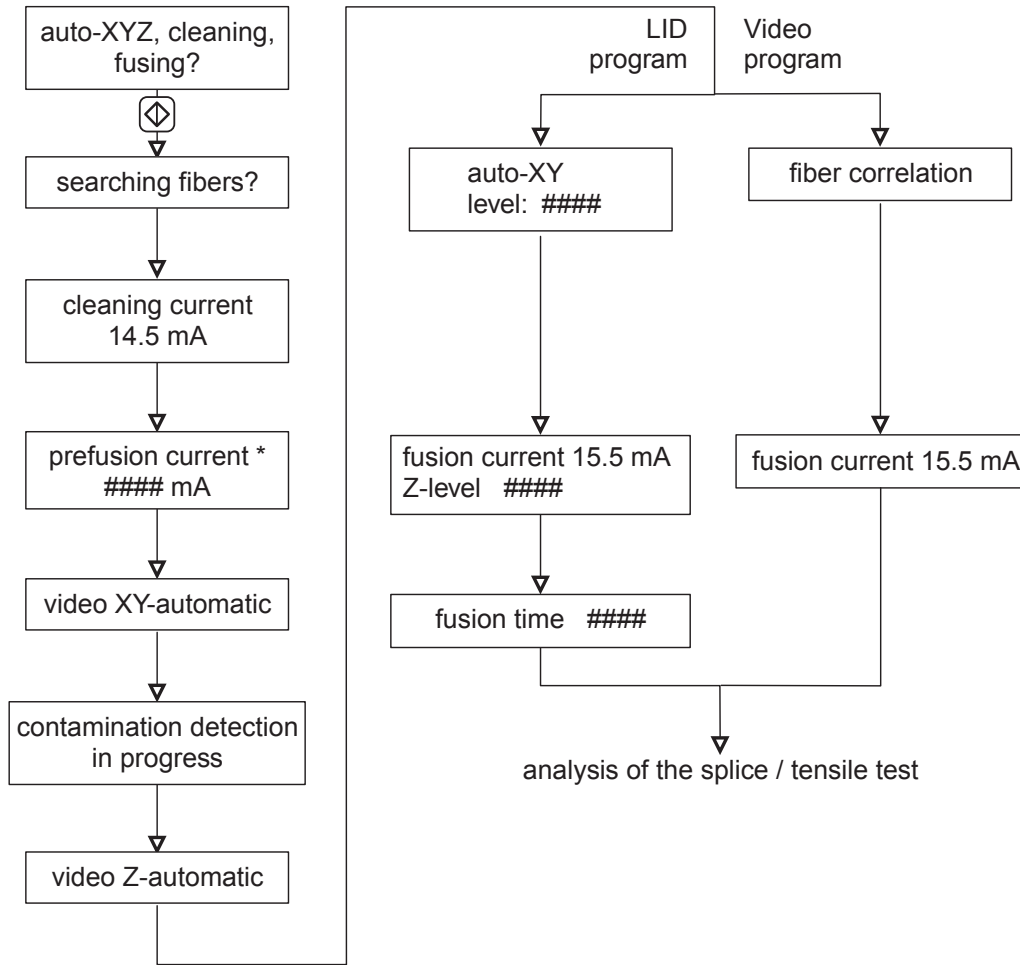 auto-XYZ, cleaning,
fusing?
searching fibers?
cleaning current
14.5 mA
prefusion current *
#### mA
video XY-automatic
contamination detection
in progress
video Z-automatic
LID
program
Video
program
auto-XY
level: ####
fusion current 15.5 mA
Z-level ####
fusion time ####
fiber correlation
fusion current 15.5 mA
analysis of the splice / tensile test